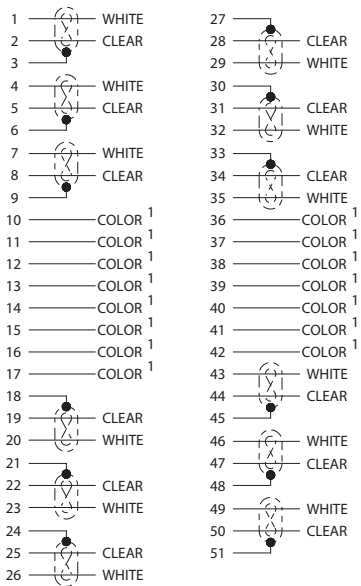 1 WHITE
2 CLEAR
3
4 WHITE
5 CLEAR
6
7 WHITE
8 CLEAR
9
10 COLOR 1
11 COLOR 1
12 COLOR 1
13 COLOR 1
14 COLOR 1
15 COLOR 1
16 COLOR 1
17 COLOR 1
18
19 CLEAR
20 WHITE
21
22 CLEAR
23 WHITE
24
25 CLEAR
26 WHITE
27
28 CLEAR
29 WHITE
30
31 CLEAR
32 WHITE
33
34 CLEAR
35 WHITE
36 COLOR 1
37 COLOR 1
38 COLOR 1
39 COLOR 1
40 COLOR 1
41 COLOR 1
42 COLOR 1
43 WHITE
44 CLEAR
45
46 WHITE
47 CLEAR
48
49 WHITE
50 CLEAR
51